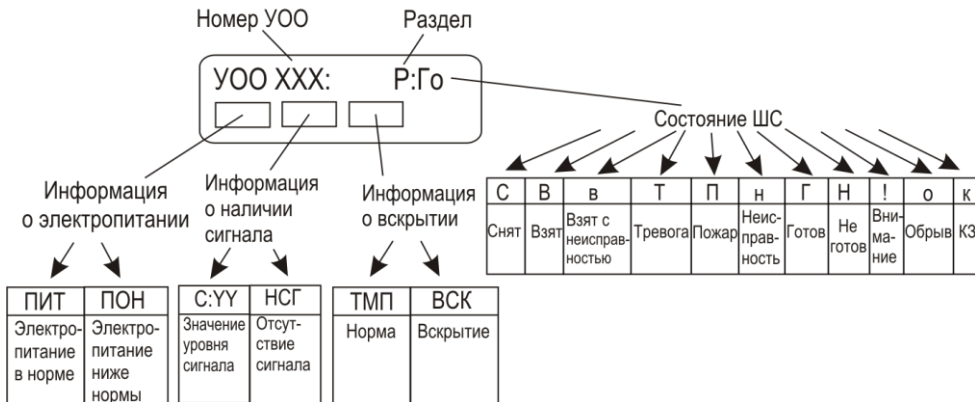 Номер УОО
Раздел
УОО ХХХ: Р:Го
Состояние ШС
Информация
о электропитании
Информация
о наличии
сигнала
Информация
о вскрытии
С В в Т П н Г Н ! о к
Снят
Взят
Взят с
неисправ-
ностью
Тревога
Пожар
Неис-
прав-
ность
Готов
Не
готов
Вни-
ма-
ние
Обрыв
КЗ
ПИТ ПОН
Электро-
питание
в норме
Электро-
питание
ниже
нормы
С:YY НСГ
Значение
уровня
сигнала
Отсут-
ствие
сигнала
ТМП ВСК
Норма
Вскрытие